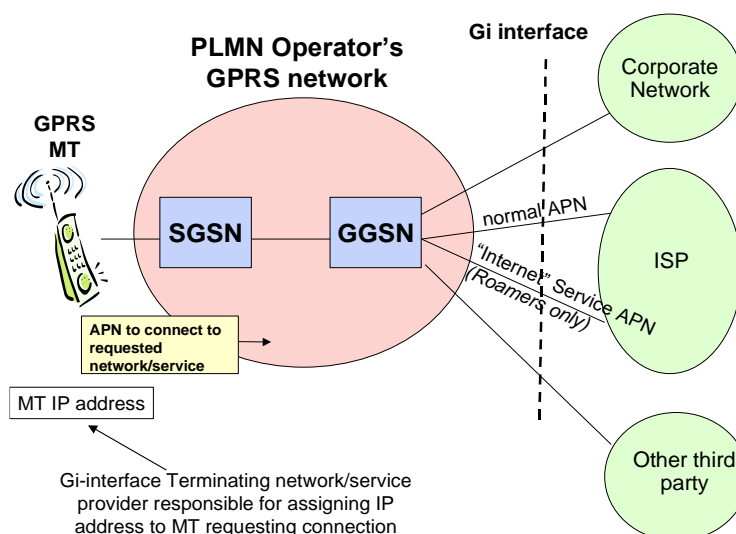 PLMN Operator's
GPRS network
Gi interface
Corporate
Network
GPRS
MT
SGSN
GGSN
normal APN
"Internet" Service APN
(Roamers only)
ISP
APN to connect to
requested
network/service
MT IP address
Gi-interface Terminating network/service
provider responsible for assigning IP
address to MT requesting connection
Other third
party